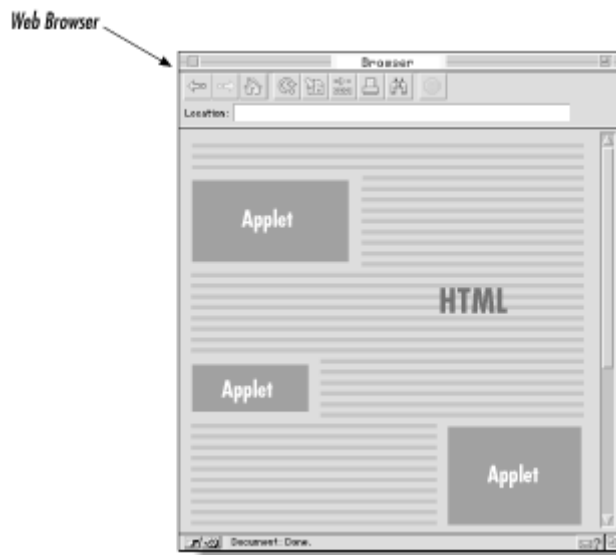 Web Browser
Browser
Location:
Applet
HTML
Applet
Applet
Document: Done.